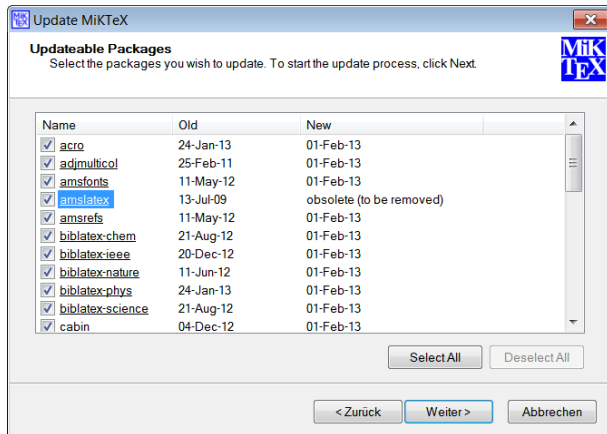 Update MiKTeX
Updateable Packages
Select the packages you wish to update. To start the update process, click Next.
MiK
TEX
Name Old New
acro 24-Jan-13 01-Feb-13
adjmulticol 25-Feb-11 01-Feb-13
amsfonts 11-May-12 01-Feb-13
amslatex 13-Jul-09 obsolete (to be removed)
amsrefs 11-May-12 01-Feb-13
biblatex-chem 21-Aug-12 01-Feb-13
biblatex-ieee 20-Dec-12 01-Feb-13
biblatex-nature 11-Jun-12 01-Feb-13
biblatex-phys 24-Jan-13 01-Feb-13
biblatex-science 21-Aug-12 01-Feb-13
cabin 04-Dec-12 01-Feb-13
Select All Deselect All
< Zurück Weiter > Abbrechen